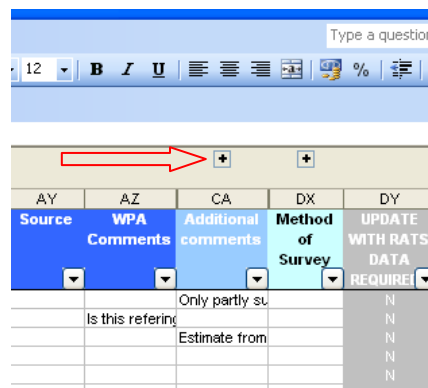 Type a question
12 B I U a %
+ +
AY AZ CA DX DY
Source WPA Comments Additional comments Method of Survey UPDATE WITH RATS DATA REQUIRE
Only partly su N
Is this refering N
Estimate from N
N
N